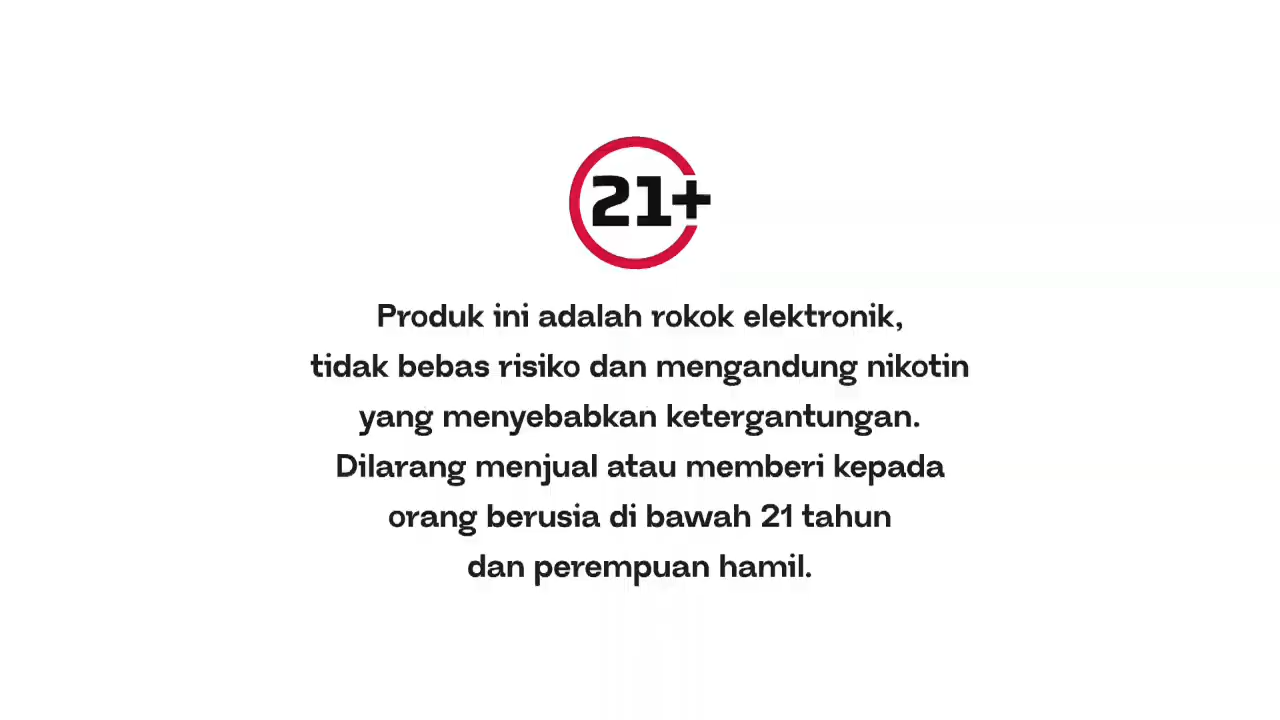 21+
Produk ini adalah rokok elektronik,
tidak bebas risiko dan mengandung nikotin
yang menyebabkan ketergantungan.
Dilarang menjual atau memberi kepada
orang berusia di bawah 21 tahun
dan perempuan hamil.